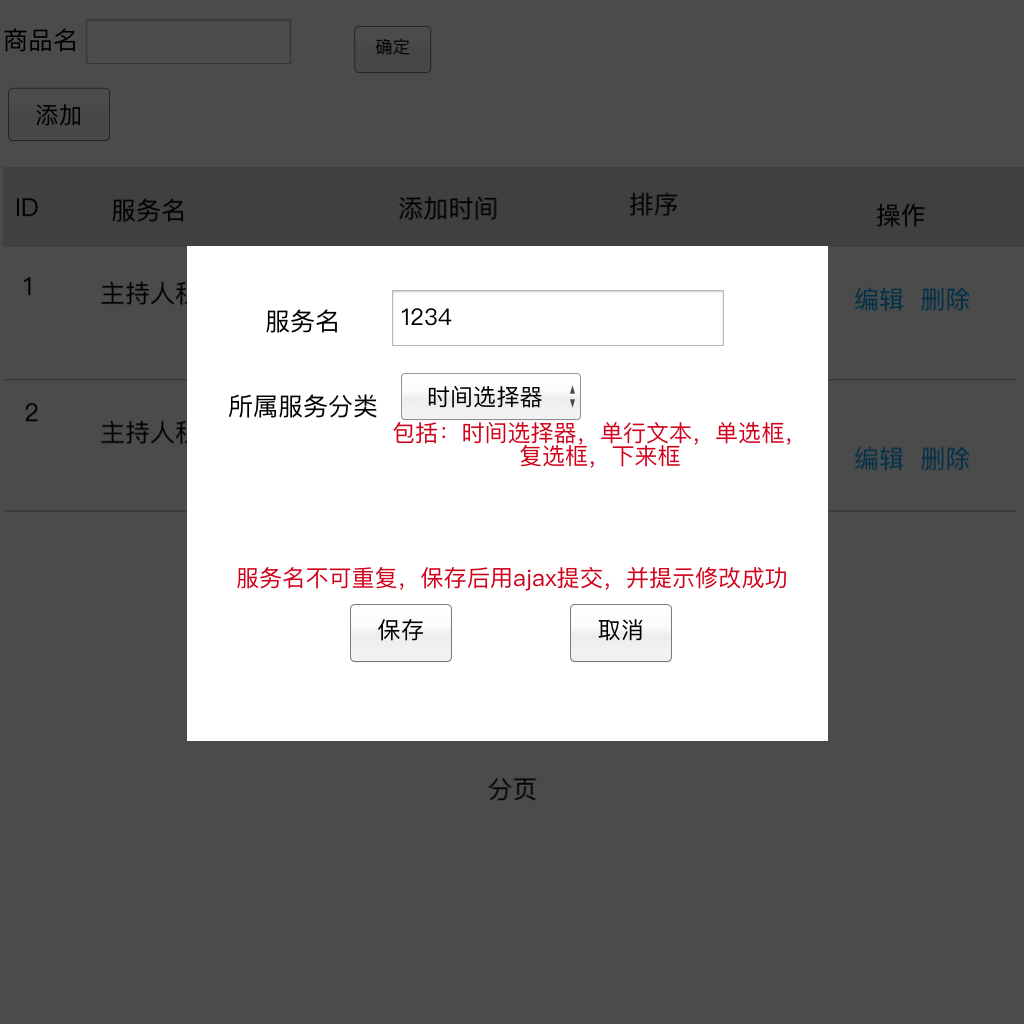 商品名
确定
添加
ID 服务名 添加时间 排序 操作
1 主持人 编辑 删除
服务名 1234
所属服务分类 时间选择器
包括：时间选择器，单行文本，单选框，
复选框，下来框
2 主持人 编辑 删除
服务名不可重复，保存后用ajax提交，并提示修改成功
保存 取消
分页